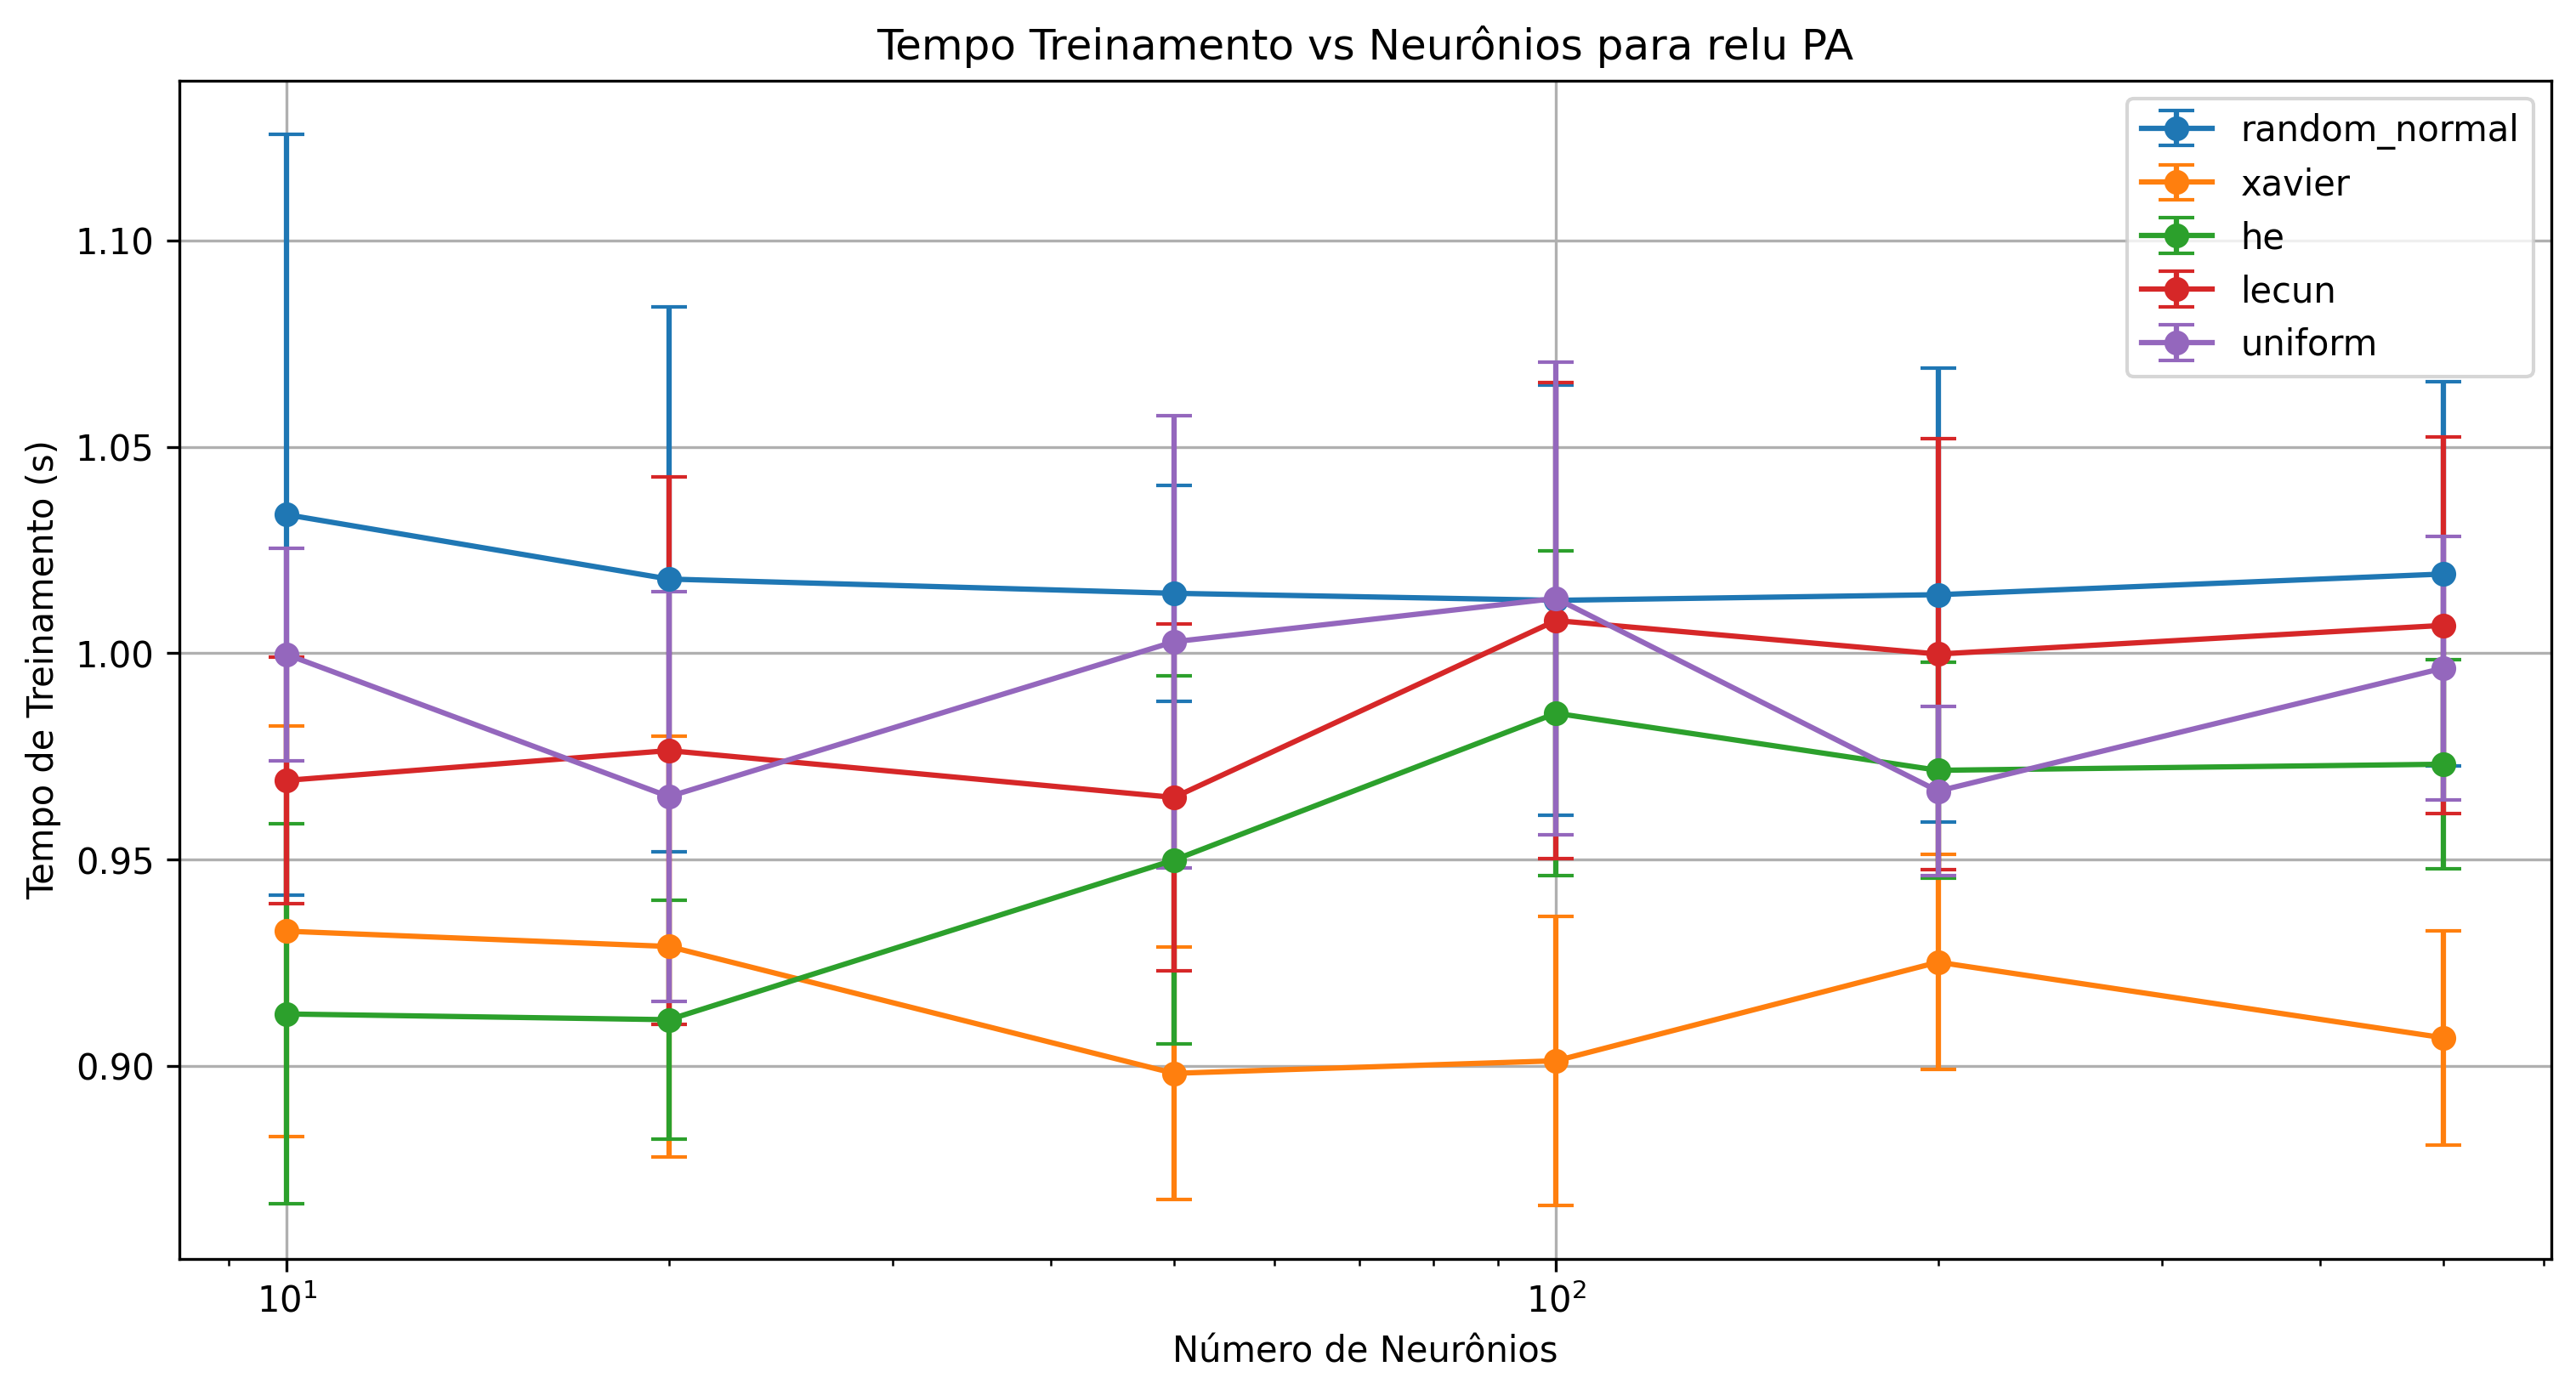 Tempo Treinamento vs Neurônios para relu PA
random_normal
xavier
he
lecun
uniform
Tempo de Treinamento (s)
1.10
1.05
1.00
0.95
0.90
10¹
10²
Número de Neurônios